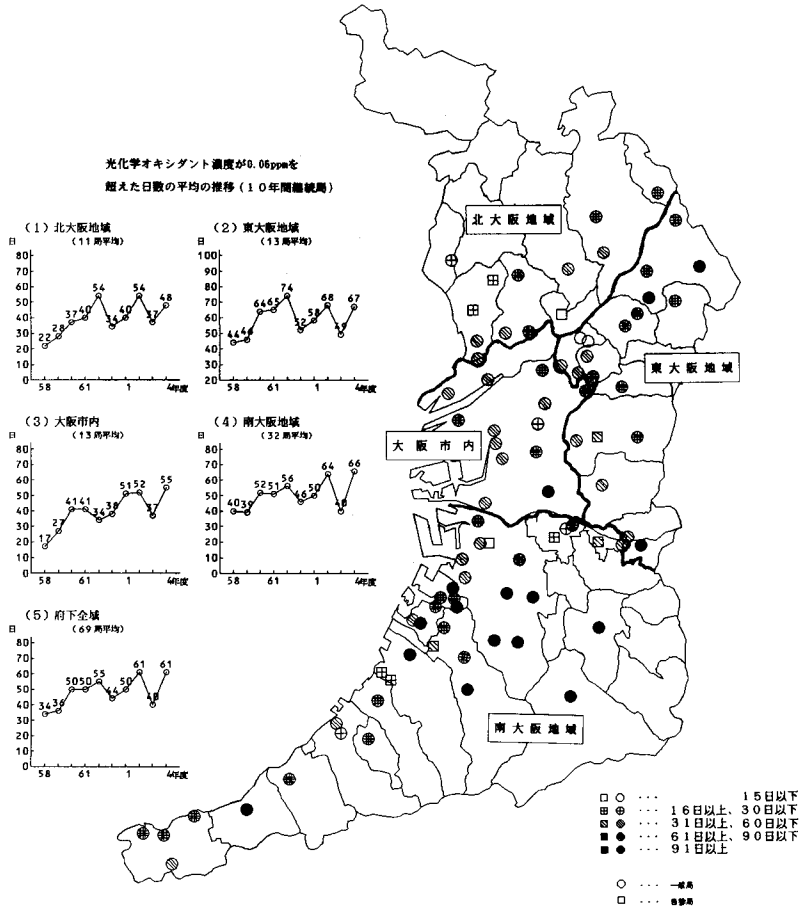 光化学オキシダント濃度が0.06ppmを
超えた日数の平均の推移（１０年間継続局）
（１）北大阪地域
（11局平均）
日
80
70
60
50
40
30
20
10
0
22 28 37 40 54 34 40 54 37 48
58 61 1 4年度
（２）東大阪地域
（13局平均）
日
100
90
80
70
60
50
40
30
20
44 46 64 65 74 52 58 68 49 67
58 61 1 4年度
（３）大阪市内
（13局平均）
日
80
70
60
50
40
30
20
10
0
17 27 41 41 34 38 51 52 37 55
58 61 1 4年度
（４）南大阪地域
（32局平均）
日
80
70
60
50
40
30
20
10
0
40 39 52 51 56 46 50 64 40 66
58 61 1 4年度
（５）府下全域
（69局平均）
日
80
70
60
50
40
30
20
10
0
34 36 50 50 55 44 50 61 40 61
58 61 1 4年度
北大阪地域
東大阪地域
大阪市内
南大阪地域
・・・ 15日以下
・・・ 16日以上、30日以下
・・・ 31日以上、60日以下
・・・ 61日以上、90日以下
・・・ 91日以上
・・・ 一般局
・・・ 自排局